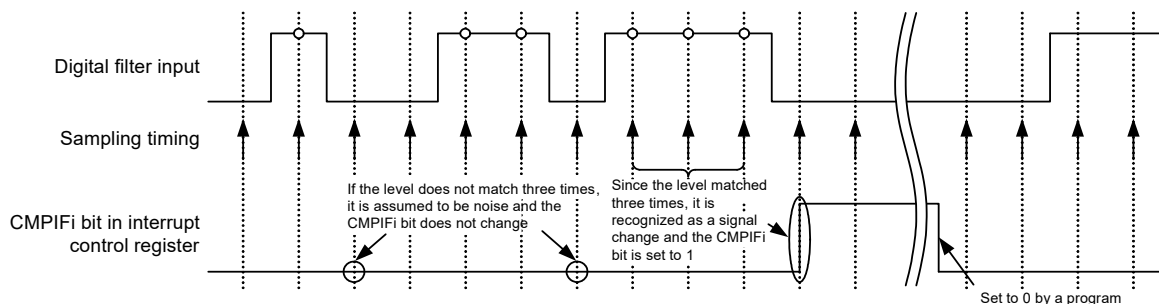 Digital filter input
Sampling timing
If the level does not match three times,
it is assumed to be noise and the
CMPIFi bit does not change
Since the level matched
three times, it is
recognized as a signal
change and the CMPIFi
bit is set to 1
CMPIFi bit in interrupt
control register
Set to 0 by a program